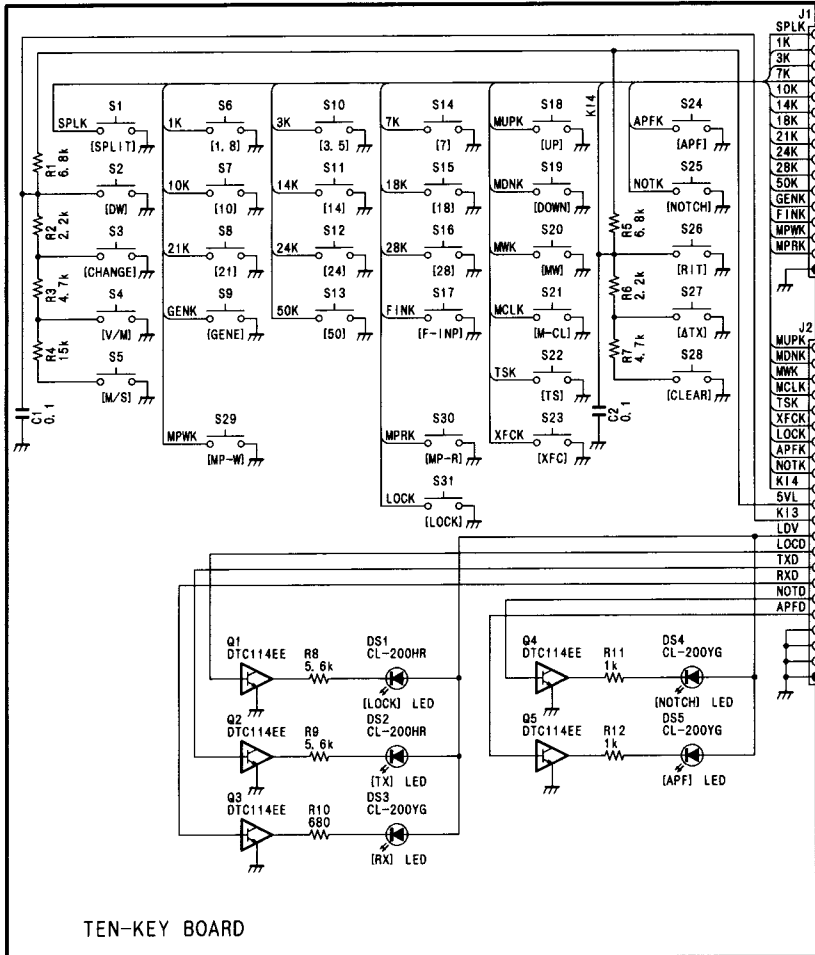 J1
SPLK
1K
3K
7K
10K
14K
18K
21K
24K
28K
50K
GENK
FINK
MPWK
MPRK
S1
SPLK
[SPLIT]
R1
6.8k
S2
[DW]
R2
2.2k
S3
[CHANGE]
R3
4.7k
S4
[V/M]
R4
15k
S5
[M/S]
C1
0.1
S6
1K
[1.8]
S7
10K
[10]
S8
21K
[21]
S9
GENK
[GENE]
S29
MPWK
[MP-W]
S10
3K
[3.5]
S11
14K
[14]
S12
24K
[24]
S13
50K
[50]
S14
7K
[7]
S15
18K
[18]
S16
28K
[28]
S17
FINK
[F-INP]
S30
MPRK
[MP-R]
S31
LOCK
[LOCK]
S18
MUPK
[UP]
S19
MDNK
[DOWN]
S20
MWK
[MW]
S21
MCLK
[M-CL]
S22
TSK
[TS]
S23
XFCK
[XFC]
KI4
C2
0.1
S24
APFK
[APF]
S25
NOTK
[NOTCH]
R5
6.8k
S26
[RIT]
R6
2.2k
S27
[ΔTX]
R7
4.7k
S28
[CLEAR]
J2
MUPK
MDNK
MWK
MCLK
TSK
XFCK
LOCK
APFK
NOTK
KI4
5VL
KI3
LDV
LOCD
TXD
RXD
NOTD
APFD
Q1
DTC114EE
R8
5.6k
DS1
CL-200HR
[LOCK] LED
Q2
DTC114EE
R9
5.6k
DS2
CL-200HR
[TX] LED
Q3
DTC114EE
R10
680
DS3
CL-200YG
[RX] LED
Q4
DTC114EE
R11
1k
DS4
CL-200YG
[NOTCH] LED
Q5
DTC114EE
R12
1k
DS5
CL-200YG
[APF] LED
TEN-KEY BOARD